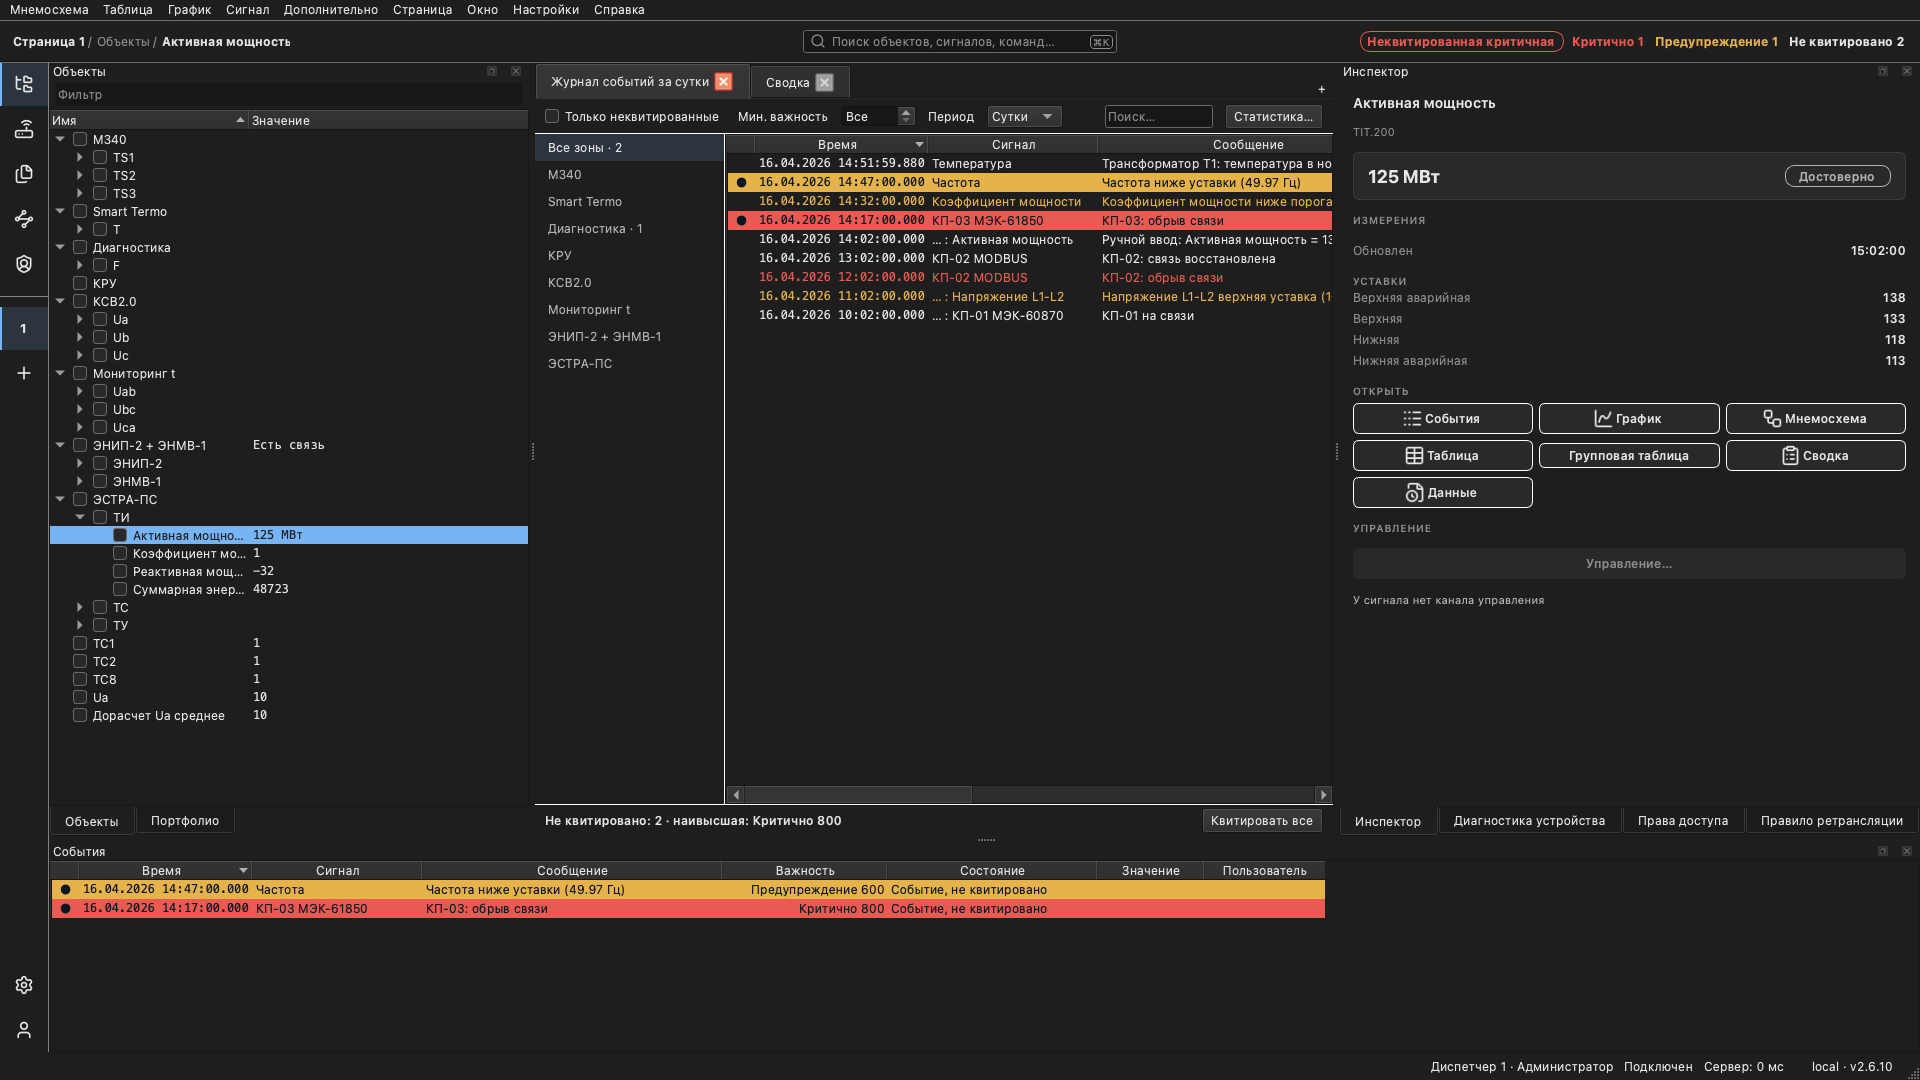 Мнемосхема Таблица График Сигнал Дополнительно Страница Окно Настройки Справка
Страница 1 / Объекты / Активная мощность
Поиск объектов, сигналов, команд... ⌘K
Неквитированная критичная Критично 1 Предупреждение 1 Не квитировано 2
Объекты
Фильтр
Имя Значение
М340
TS1
TS2
TS3
Smart Termo
T
Диагностика
F
КРУ
КСВ2.0
Ua
Ub
Uc
Мониторинг t
Uab
Ubc
Uca
ЭНИП-2 + ЭНМВ-1 Есть связь
ЭНИП-2
ЭНМВ-1
ЭСТРА-ПС
ТИ
Активная мощно... 125 МВт
Коэффициент мо... 1
Реактивная мощ... −32
Суммарная энер... 48723
ТС
ТУ
ТС1 1
ТС2 1
ТС8 1
Ua 10
Дорасчет Ua среднее 10
Объекты Портфолио
1
Журнал событий за сутки Сводка +
Только неквитированные Мин. важность Все Период Сутки Поиск... Статистика...
Все зоны · 2
М340
Smart Termo
Диагностика · 1
КРУ
КСВ2.0
Мониторинг t
ЭНИП-2 + ЭНМВ-1
ЭСТРА-ПС
Время Сигнал Сообщение
16.04.2026 14:51:59.880 Температура Трансформатор Т1: температура в но
16.04.2026 14:47:00.000 Частота Частота ниже уставки (49.97 Гц)
16.04.2026 14:32:00.000 Коэффициент мощности Коэффициент мощности ниже порога
16.04.2026 14:17:00.000 КП-03 МЭК-61850 КП-03: обрыв связи
16.04.2026 14:02:00.000 ... : Активная мощность Ручной ввод: Активная мощность = 13
16.04.2026 13:02:00.000 КП-02 MODBUS КП-02: связь восстановлена
16.04.2026 12:02:00.000 КП-02 MODBUS КП-02: обрыв связи
16.04.2026 11:02:00.000 ... : Напряжение L1-L2 Напряжение L1-L2 верхняя уставка (1
16.04.2026 10:02:00.000 ... : КП-01 МЭК-60870 КП-01 на связи
Не квитировано: 2 · наивысшая: Критично 800 Квитировать все
Инспектор
Активная мощность
TIT.200
125 МВт Достоверно
ИЗМЕРЕНИЯ
Обновлен 15:02:00
УСТАВКИ
Верхняя аварийная 138
Верхняя 133
Нижняя 118
Нижняя аварийная 113
ОТКРЫТЬ
События График Мнемосхема
Таблица Групповая таблица Сводка
Данные
УПРАВЛЕНИЕ
Управление...
У сигнала нет канала управления
Инспектор Диагностика устройства Права доступа Правило ретрансляции
События
Время Сигнал Сообщение Важность Состояние Значение Пользователь
16.04.2026 14:47:00.000 Частота Частота ниже уставки (49.97 Гц) Предупреждение 600 Событие, не квитировано
16.04.2026 14:17:00.000 КП-03 МЭК-61850 КП-03: обрыв связи Критично 800 Событие, не квитировано
Диспетчер 1 · Администратор Подключен Сервер: 0 мс local · v2.6.10